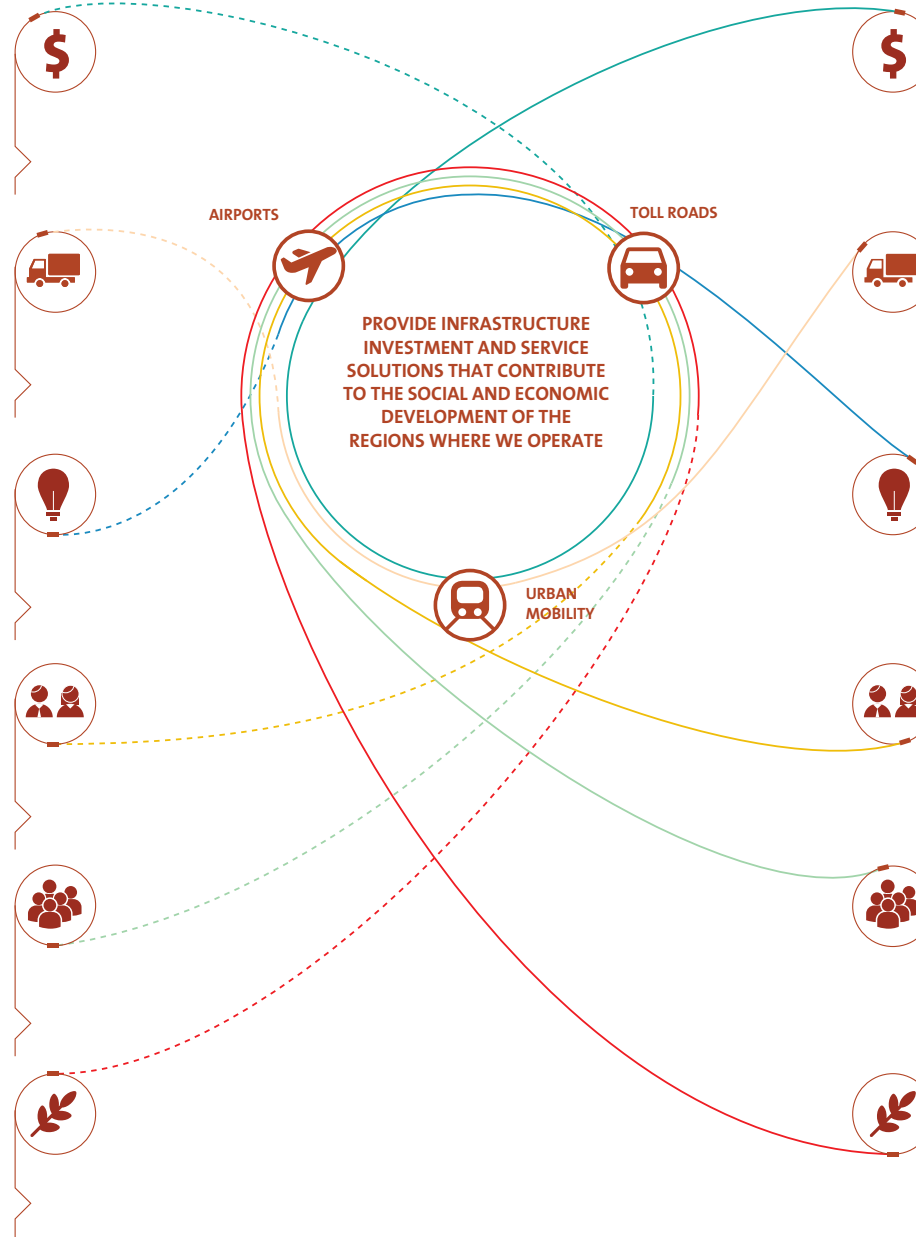 AIRPORTS
TOLL ROADS
PROVIDE INFRASTRUCTURE
INVESTMENT AND SERVICE
SOLUTIONS THAT CONTRIBUTE
TO THE SOCIAL AND ECONOMIC
DEVELOPMENT OF THE
REGIONS WHERE WE OPERATE
URBAN
MOBILITY